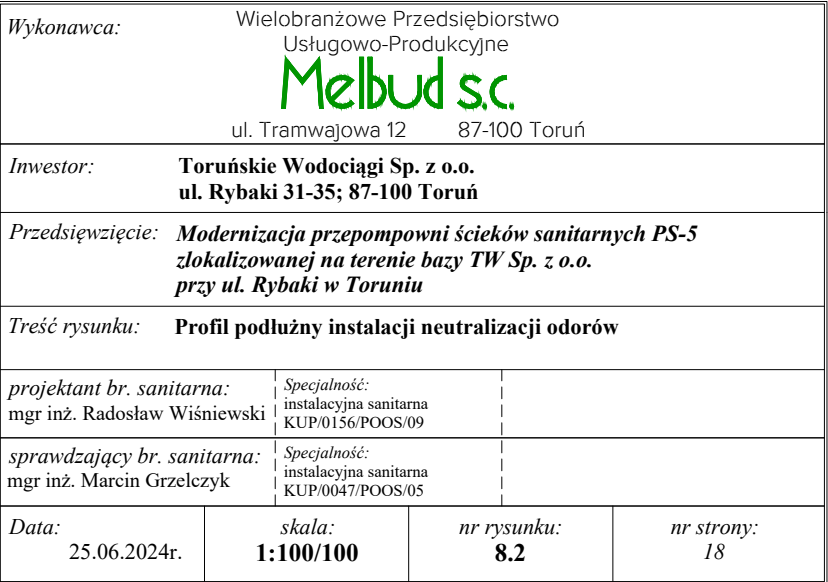 Wykonawca:
Wielobranżowe Przedsiębiorstwo
Usługowo-Produkcyjne
Melbud s.c.
ul. Tramwajowa 12 87-100 Toruń
Inwestor: Toruńskie Wodociągi Sp. z o.o.
ul. Rybaki 31-35; 87-100 Toruń
Przedsięwzięcie: Modernizacja przepompowni ścieków sanitarnych PS-5
zlokalizowanej na terenie bazy TW Sp. z o.o.
przy ul. Rybaki w Toruniu
Treść rysunku: Profil podłużny instalacji neutralizacji odorów
projektant br. sanitarna:
mgr inż. Radosław Wiśniewski
Specjalność:
instalacyjna sanitarna
KUP/0156/POOS/09
sprawdzający br. sanitarna:
mgr inż. Marcin Grzelczyk
Specjalność:
instalacyjna sanitarna
KUP/0047/POOS/05
Data:
25.06.2024r.
skala:
1:100/100
nr rysunku:
8.2
nr strony:
18